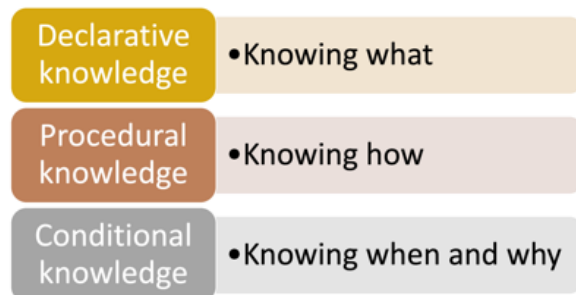 Declarative
knowledge
•Knowing what
Procedural
knowledge
•Knowing how
Conditional
knowledge
•Knowing when and why